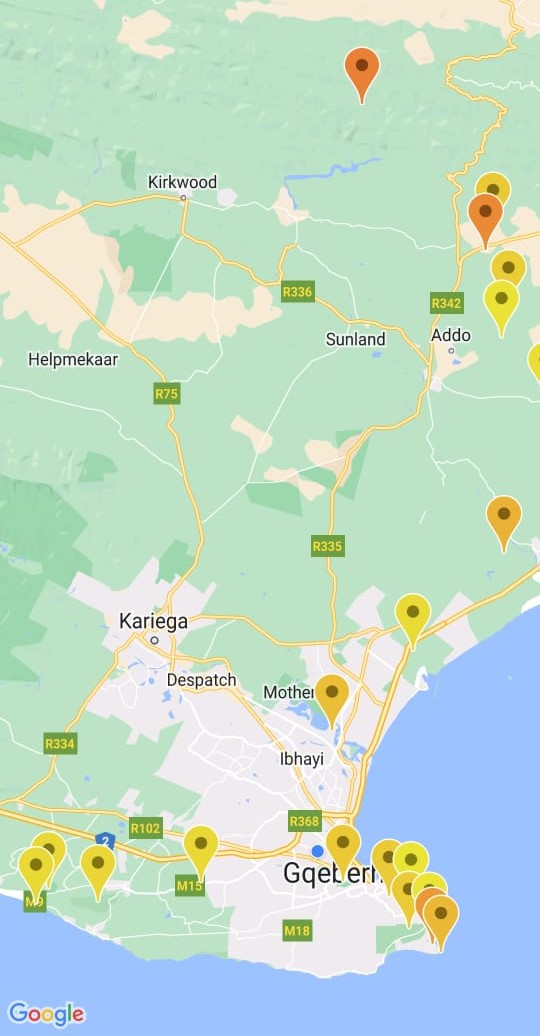 Kirkwood
R336
R342
Sunland
Addo
Helpmekaar
R75
R335
Kariega
Despatch
Mother
R334
Ibhayi
R368
R102
2
Gqeberh
M15
M9
M18
Google